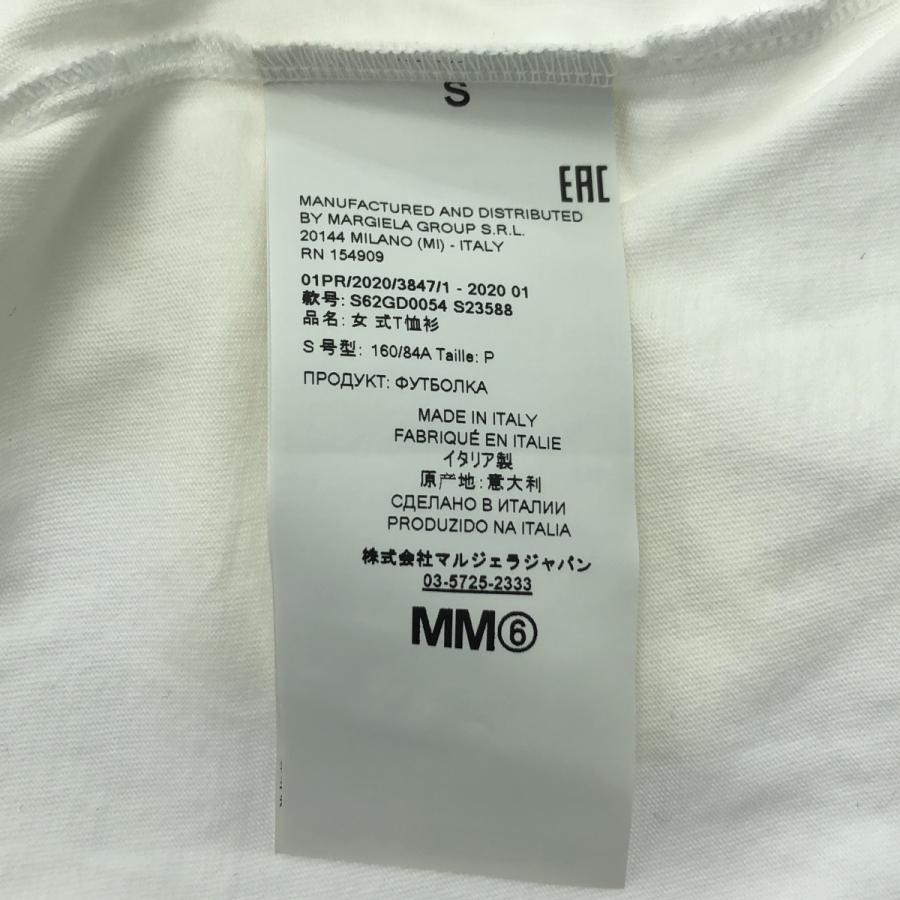 S
EAC
MANUFACTURED AND DISTRIBUTED
BY MARGIELA GROUP S.R.L.
20144 MILANO (MI) - ITALY
RN 154909
01PR/2020/3847/1 - 2020 01
款号: S62GD0054 S23588
品名: 女 式T恤衫
S 号型: 160/84A Taille: P
ПРОДУКТ: ФУТБОЛКА
MADE IN ITALY
FABRIQUÉ EN ITALIE
イタリア製
原产地: 意大利
СДЕЛАНО В ИТАЛИИ
PRODUZIDO NA ITALIA
株式会社マルジェラジャパン
03-5725-2333
MM⑥